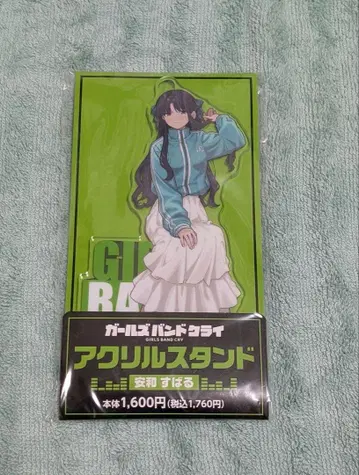 GI
BA
ガールズバンドクライ
GIRLS BAND CRY
アクリルスタンド
安和 すばる
本体1,600円(税込1,760円)